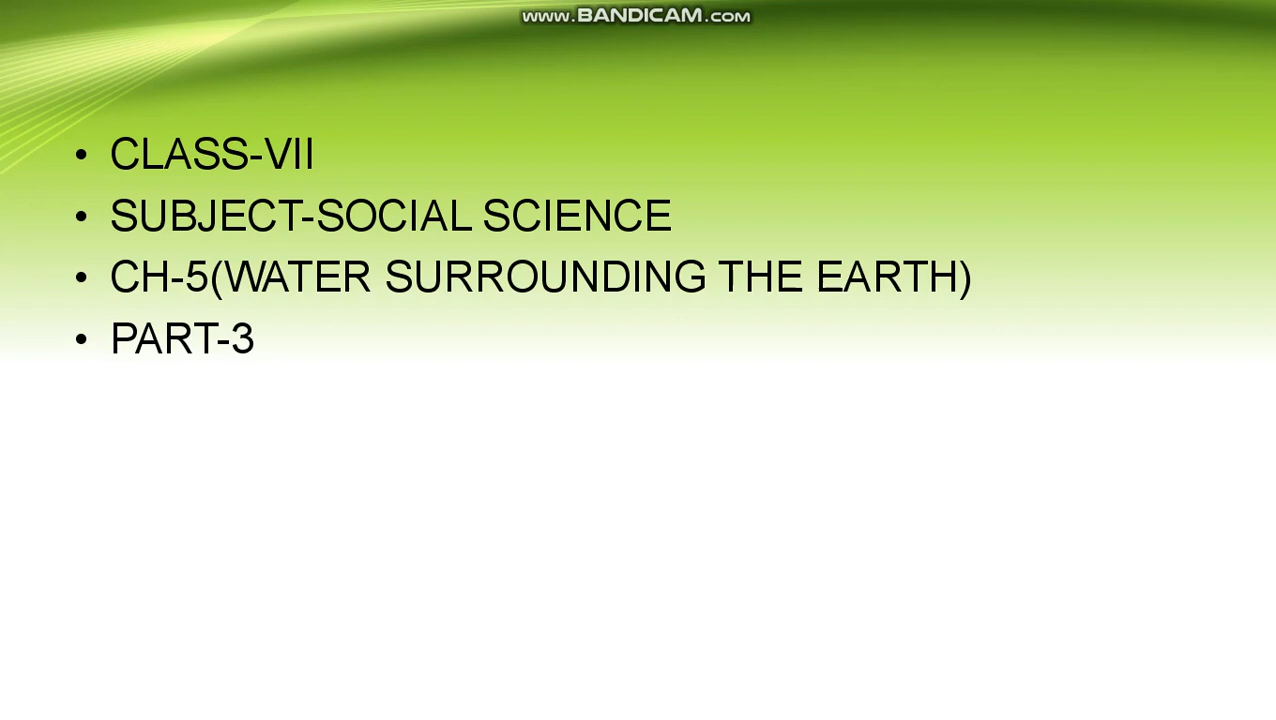 www.BANDICAM.com
• CLASS-VII
• SUBJECT-SOCIAL SCIENCE
• CH-5(WATER SURROUNDING THE EARTH)
• PART-3